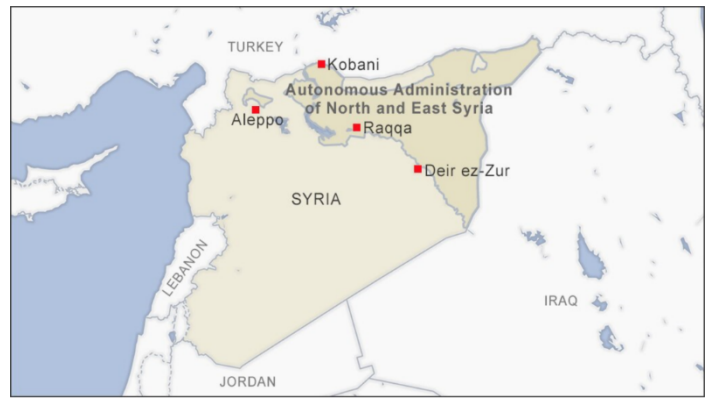 TURKEY
Kobani
Autonomous Administration
of North and East Syria
Aleppo
Raqqa
Deir ez-Zur
SYRIA
LEBANON
IRAQ
JORDAN